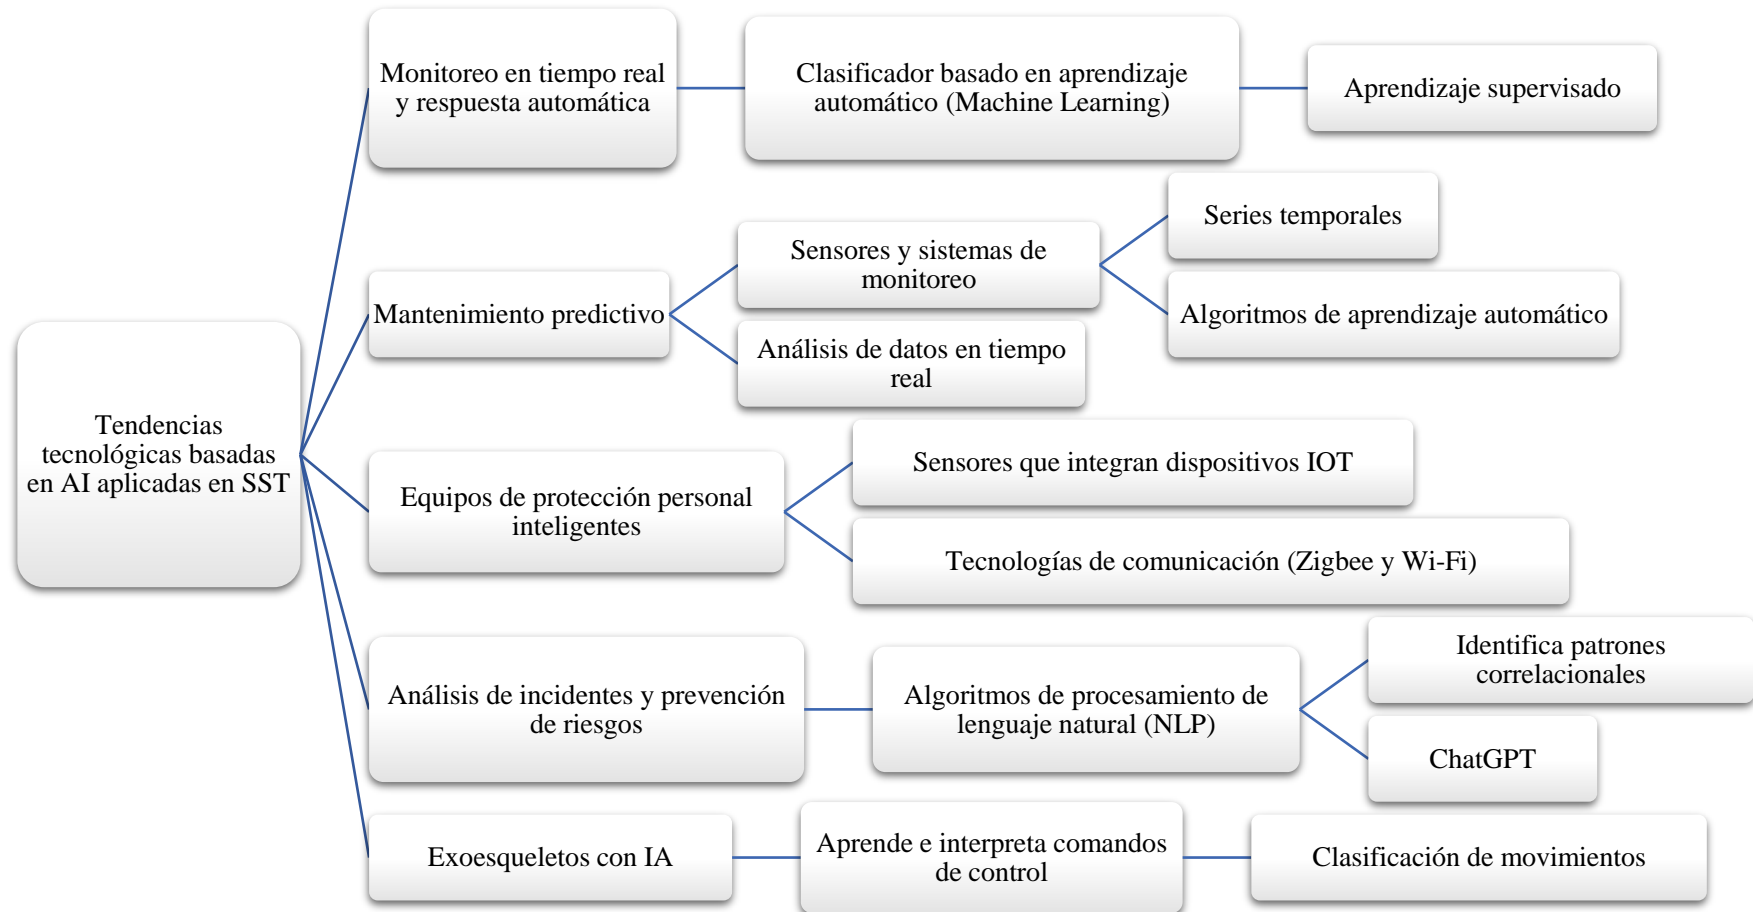 Tendencias
tecnológicas basadas
en AI aplicadas en SST
Monitoreo en tiempo real
y respuesta automática
Clasificador basado en aprendizaje
automático (Machine Learning)
Aprendizaje supervisado
Mantenimiento predictivo
Sensores y sistemas de
monitoreo
Series temporales
Algoritmos de aprendizaje automático
Análisis de datos en tiempo
real
Equipos de protección personal
inteligentes
Sensores que integran dispositivos IOT
Tecnologías de comunicación (Zigbee y Wi-Fi)
Análisis de incidentes y prevención
de riesgos
Algoritmos de procesamiento de
lenguaje natural (NLP)
Identifica patrones
correlacionales
ChatGPT
Exoesqueletos con IA
Aprende e interpreta comandos
de control
Clasificación de movimientos